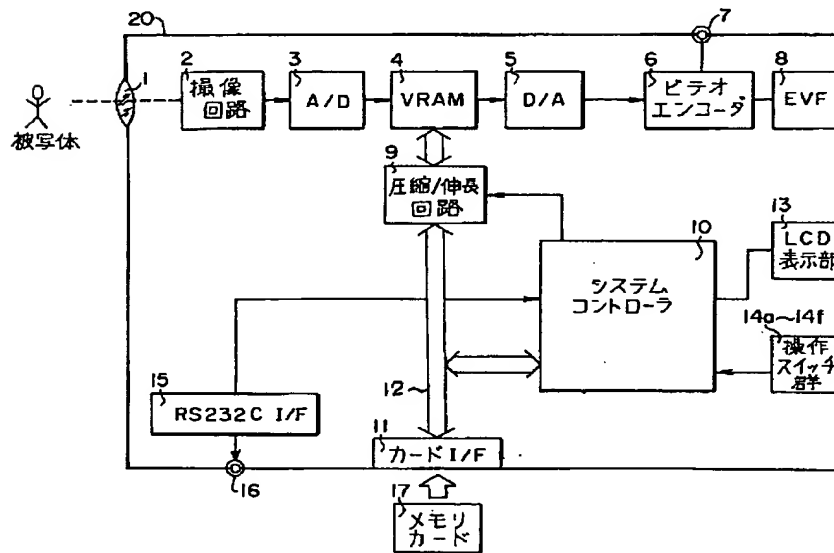 20
7
1
2
撮像
回路
3
A/D
4
VRAM
5
D/A
6
ビデオ
エンコーダ
8
EVF
被写体
9
圧縮/伸長
回路
10
システム
コントローラ
13
LCD
表示部
14a〜14f
操作
スイッチ
群
15
RS232C I/F
12
11
カード I/F
16
17
メモリ
カード